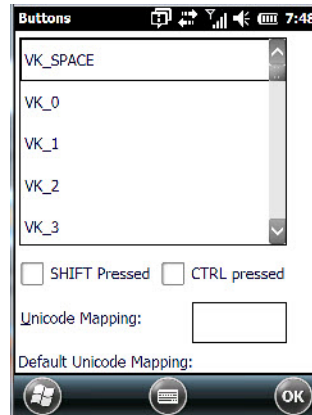 Buttons 7:48
VK_SPACE
VK_0
VK_1
VK_2
VK_3
SHIFT Pressed CTRL pressed
Unicode Mapping:
Default Unicode Mapping:
OK